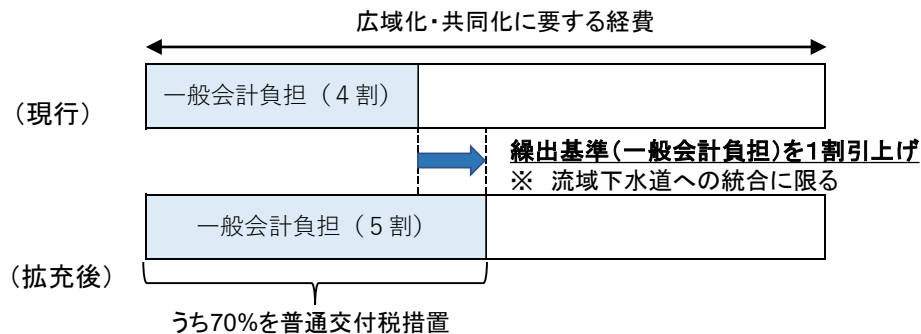 広域化・共同化に要する経費
（現行）
一般会計負担（４割）
繰出基準（一般会計負担）を1割引上げ
※　流域下水道への統合に限る
一般会計負担（５割）
（拡充後）
うち70%を普通交付税措置